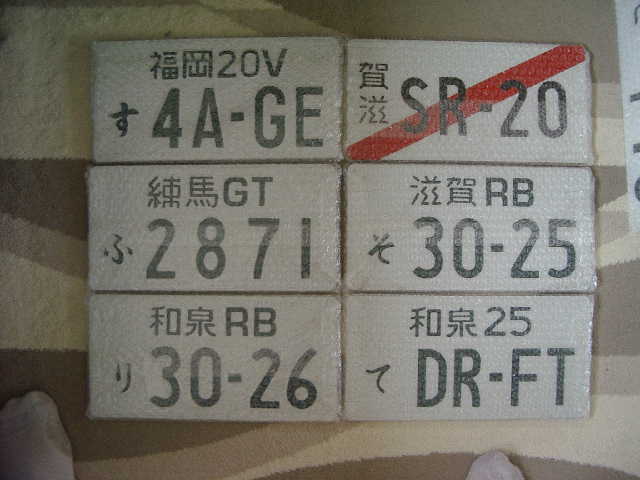 福岡20V
す 4A-GE
賀滋
SR-20
練馬GT
ふ 2871
滋賀RB
そ 30-25
和泉RB
り 30-26
和泉25
て DR-FT